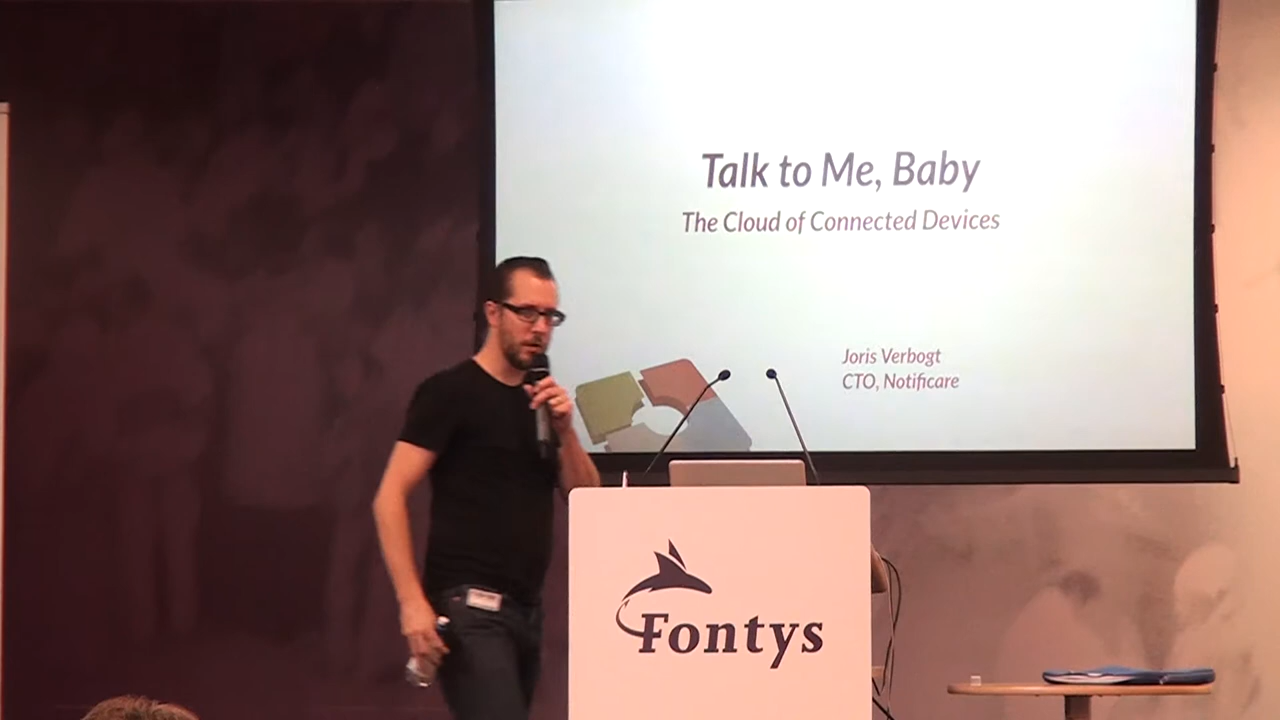 Talk to Me, Baby
The Cloud of Connected Devices
Joris Verbogt
CTO, Notificare
Fontys